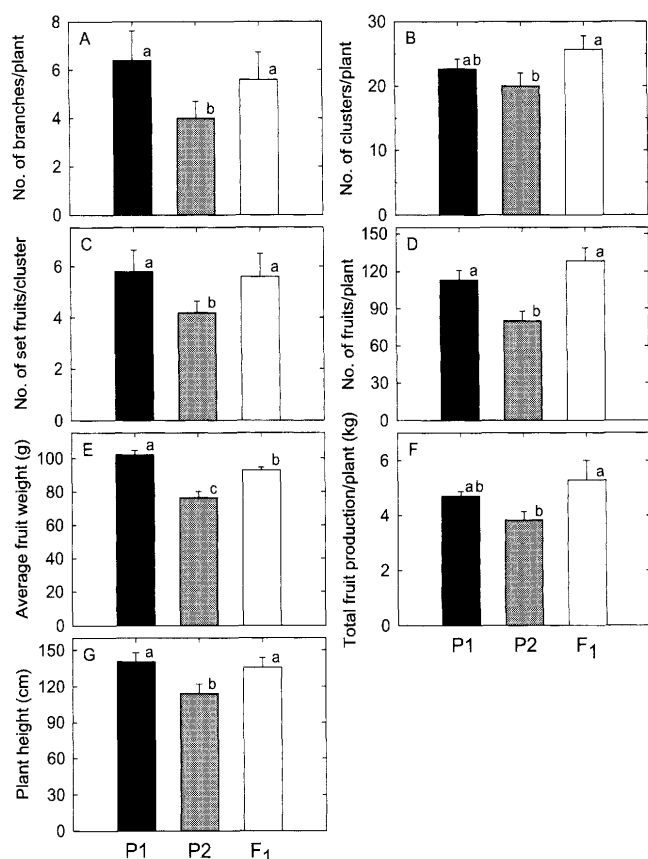 A
No. of branches/plant
8
6
4
2
0
a
b
a
B
No. of clusters/plant
30
20
10
0
ab
b
a
C
No. of set fruits/cluster
6
4
2
0
a
b
a
D
No. of fruits/plant
150
120
90
60
30
0
a
b
a
E
Average fruit weight (g)
100
80
60
40
20
0
a
c
b
F
Total fruit production/plant (kg)
6
4
2
0
ab
b
a
P1 P2 F1
G
Plant height (cm)
150
120
90
60
30
0
a
b
a
P1 P2 F1